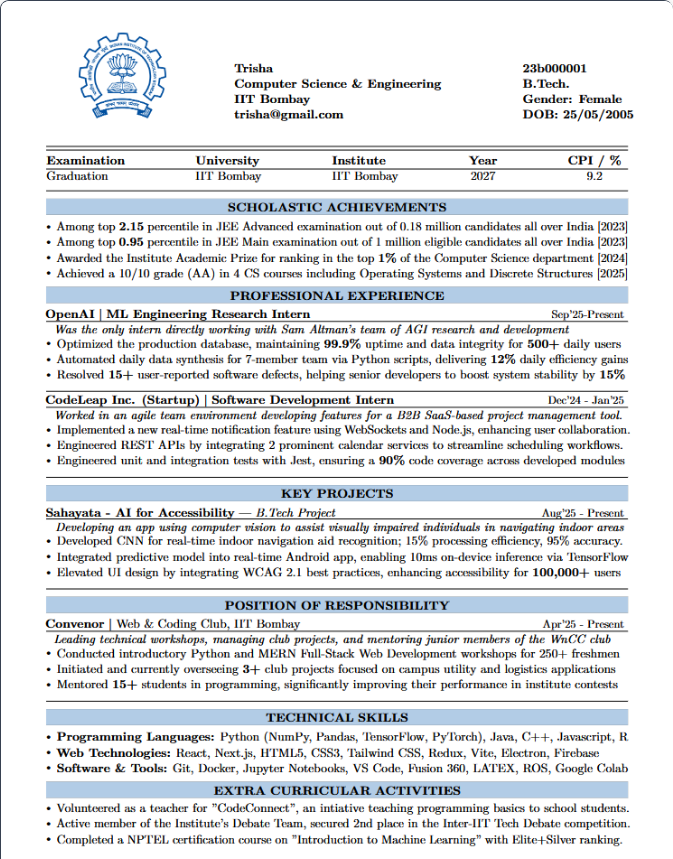 Trisha
Computer Science & Engineering
IIT Bombay
trisha@gmail.com
23b000001
B.Tech.
Gender: Female
DOB: 25/05/2005
Examination University Institute Year CPI / %
Graduation IIT Bombay IIT Bombay 2027 9.2
SCHOLASTIC ACHIEVEMENTS
• Among top 2.15 percentile in JEE Advanced examination out of 0.18 million candidates all over India [2023]
• Among top 0.95 percentile in JEE Main examination out of 1 million eligible candidates all over India [2023]
• Awarded the Institute Academic Prize for ranking in the top 1% of the Computer Science department [2024]
• Achieved a 10/10 grade (AA) in 4 CS courses including Operating Systems and Discrete Structures [2025]
PROFESSIONAL EXPERIENCE
OpenAI | ML Engineering Research Intern Sep'25-Present
Was the only intern directly working with Sam Altman's team of AGI research and development
• Optimized the production database, maintaining 99.9% uptime and data integrity for 500+ daily users
• Automated daily data synthesis for 7-member team via Python scripts, delivering 12% daily efficiency gains
• Resolved 15+ user-reported software defects, helping senior developers to boost system stability by 15%
CodeLeap Inc. (Startup) | Software Development Intern Dec'24 - Jan'25
Worked in an agile team environment developing features for a B2B SaaS-based project management tool.
• Implemented a new real-time notification feature using WebSockets and Node.js, enhancing user collaboration.
• Engineered REST APIs by integrating 2 prominent calendar services to streamline scheduling workflows.
• Engineered unit and integration tests with Jest, ensuring a 90% code coverage across developed modules
KEY PROJECTS
Sahayata - AI for Accessibility — B.Tech Project Aug'25 - Present
Developing an app using computer vision to assist visually impaired individuals in navigating indoor areas
• Developed CNN for real-time indoor navigation aid recognition; 15% processing efficiency, 95% accuracy.
• Integrated predictive model into real-time Android app, enabling 10ms on-device inference via TensorFlow
• Elevated UI design by integrating WCAG 2.1 best practices, enhancing accessibility for 100,000+ users
POSITION OF RESPONSIBILITY
Convenor | Web & Coding Club, IIT Bombay Apr'25 - Present
Leading technical workshops, managing club projects, and mentoring junior members of the WnCC club
• Conducted introductory Python and MERN Full-Stack Web Development workshops for 250+ freshmen
• Initiated and currently overseeing 3+ club projects focused on campus utility and logistics applications
• Mentored 15+ students in programming, significantly improving their performance in institute contests
TECHNICAL SKILLS
• Programming Languages: Python (NumPy, Pandas, TensorFlow, PyTorch), Java, C++, Javascript, R
• Web Technologies: React, Next.js, HTML5, CSS3, Tailwind CSS, Redux, Vite, Electron, Firebase
• Software & Tools: Git, Docker, Jupyter Notebooks, VS Code, Fusion 360, LATEX, ROS, Google Colab
EXTRA CURRICULAR ACTIVITIES
• Volunteered as a teacher for "CodeConnect", an intiative teaching programming basics to school students.
• Active member of the Institute's Debate Team, secured 2nd place in the Inter-IIT Tech Debate competition.
• Completed a NPTEL certification course on "Introduction to Machine Learning" with Elite+Silver ranking.